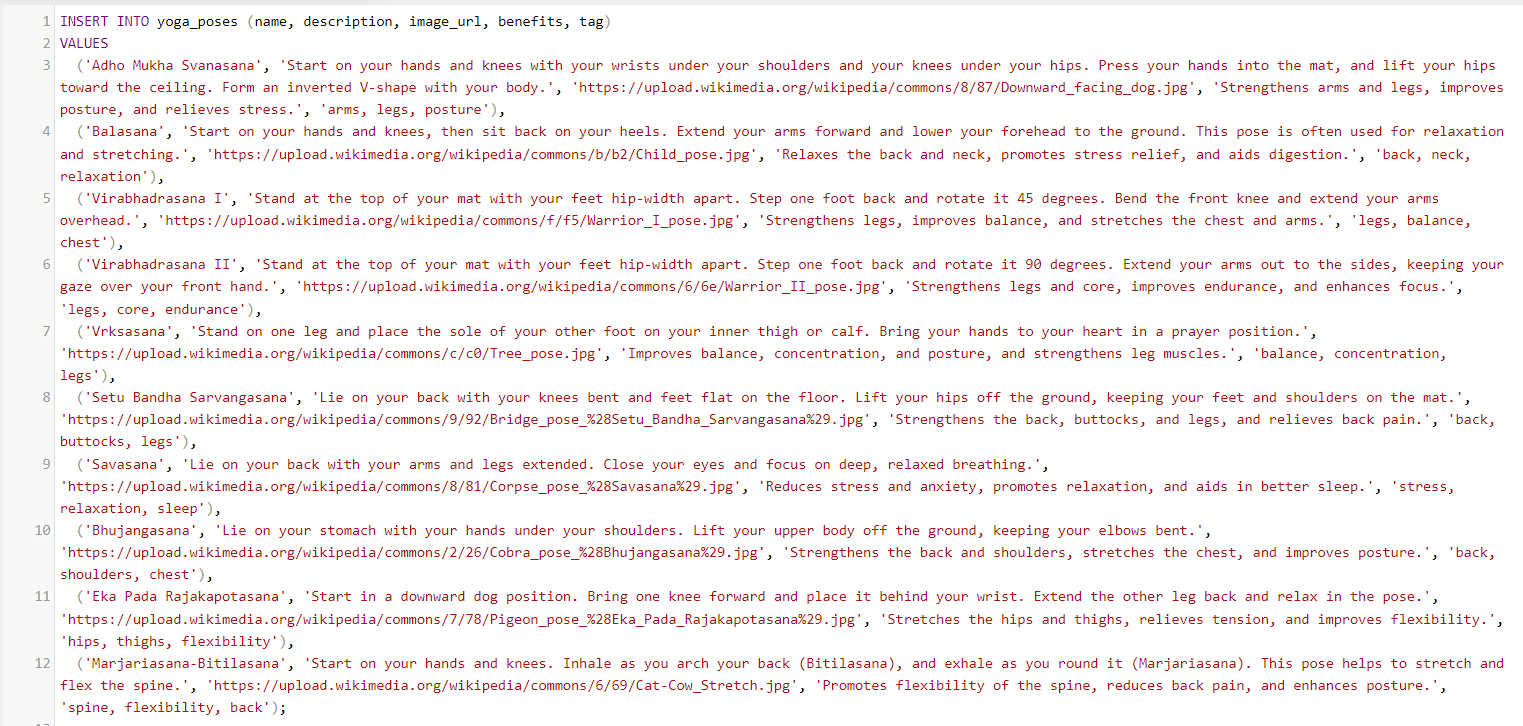 1 INSERT INTO yoga_poses (name, description, image_url, benefits, tag)
2 VALUES
3 ('Adho Mukha Svanasana', 'Start on your hands and knees with your wrists under your shoulders and your knees under your hips. Press your hands into the mat, and lift your hips
toward the ceiling. Form an inverted V-shape with your body.', 'https://upload.wikimedia.org/wikipedia/commons/8/87/Downward_facing_dog.jpg', 'Strengthens arms and legs, improves
posture, and relieves stress.', 'arms, legs, posture'),
4 ('Balasana', 'Start on your hands and knees, then sit back on your heels. Extend your arms forward and lower your forehead to the ground. This pose is often used for relaxation
and stretching.', 'https://upload.wikimedia.org/wikipedia/commons/b/b2/Child_pose.jpg', 'Relaxes the back and neck, promotes stress relief, and aids digestion.', 'back, neck,
relaxation'),
5 ('Virabhadrasana I', 'Stand at the top of your mat with your feet hip-width apart. Step one foot back and rotate it 45 degrees. Bend the front knee and extend your arms
overhead.', 'https://upload.wikimedia.org/wikipedia/commons/f/f5/Warrior_I_pose.jpg', 'Strengthens legs, improves balance, and stretches the chest and arms.', 'legs, balance,
chest'),
6 ('Virabhadrasana II', 'Stand at the top of your mat with your feet hip-width apart. Step one foot back and rotate it 90 degrees. Extend your arms out to the sides, keeping your
gaze over your front hand.', 'https://upload.wikimedia.org/wikipedia/commons/6/6e/Warrior_II_pose.jpg', 'Strengthens legs and core, improves endurance, and enhances focus.',
'legs, core, endurance'),
7 ('Vrksasana', 'Stand on one leg and place the sole of your other foot on your inner thigh or calf. Bring your hands to your heart in a prayer position.',
'https://upload.wikimedia.org/wikipedia/commons/c/c0/Tree_pose.jpg', 'Improves balance, concentration, and posture, and strengthens leg muscles.', 'balance, concentration,
legs'),
8 ('Setu Bandha Sarvangasana', 'Lie on your back with your knees bent and feet flat on the floor. Lift your hips off the ground, keeping your feet and shoulders on the mat.',
'https://upload.wikimedia.org/wikipedia/commons/9/92/Bridge_pose_%28Setu_Bandha_Sarvangasana%29.jpg', 'Strengthens the back, buttocks, and legs, and relieves back pain.', 'back,
buttocks, legs'),
9 ('Savasana', 'Lie on your back with your arms and legs extended. Close your eyes and focus on deep, relaxed breathing.',
'https://upload.wikimedia.org/wikipedia/commons/8/81/Corpse_pose_%28Savasana%29.jpg', 'Reduces stress and anxiety, promotes relaxation, and aids in better sleep.', 'stress,
relaxation, sleep'),
10 ('Bhujangasana', 'Lie on your stomach with your hands under your shoulders. Lift your upper body off the ground, keeping your elbows bent.',
'https://upload.wikimedia.org/wikipedia/commons/2/26/Cobra_pose_%28Bhujangasana%29.jpg', 'Strengthens the back and shoulders, stretches the chest, and improves posture.', 'back,
shoulders, chest'),
11 ('Eka Pada Rajakapotasana', 'Start in a downward dog position. Bring one knee forward and place it behind your wrist. Extend the other leg back and relax in the pose.',
'https://upload.wikimedia.org/wikipedia/commons/7/78/Pigeon_pose_%28Eka_Pada_Rajakapotasana%29.jpg', 'Stretches the hips and thighs, relieves tension, and improves flexibility.',
'hips, thighs, flexibility'),
12 ('Marjariasana-Bitilasana', 'Start on your hands and knees. Inhale as you arch your back (Bitilasana), and exhale as you round it (Marjariasana). This pose helps to stretch and
flex the spine.', 'https://upload.wikimedia.org/wikipedia/commons/6/69/Cat-Cow_Stretch.jpg', 'Promotes flexibility of the spine, reduces back pain, and enhances posture.',
'spine, flexibility, back');